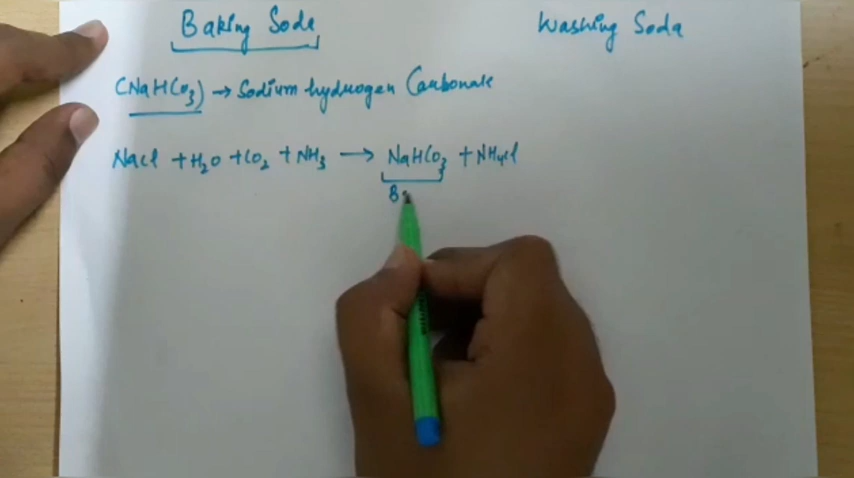 Baking Soda
Washing Soda
(NaHCO₃) → Sodium hydrogen Carbonate
NaCl + H₂O + CO₂ + NH₃ → NaHCO₃ + NH₄Cl
B